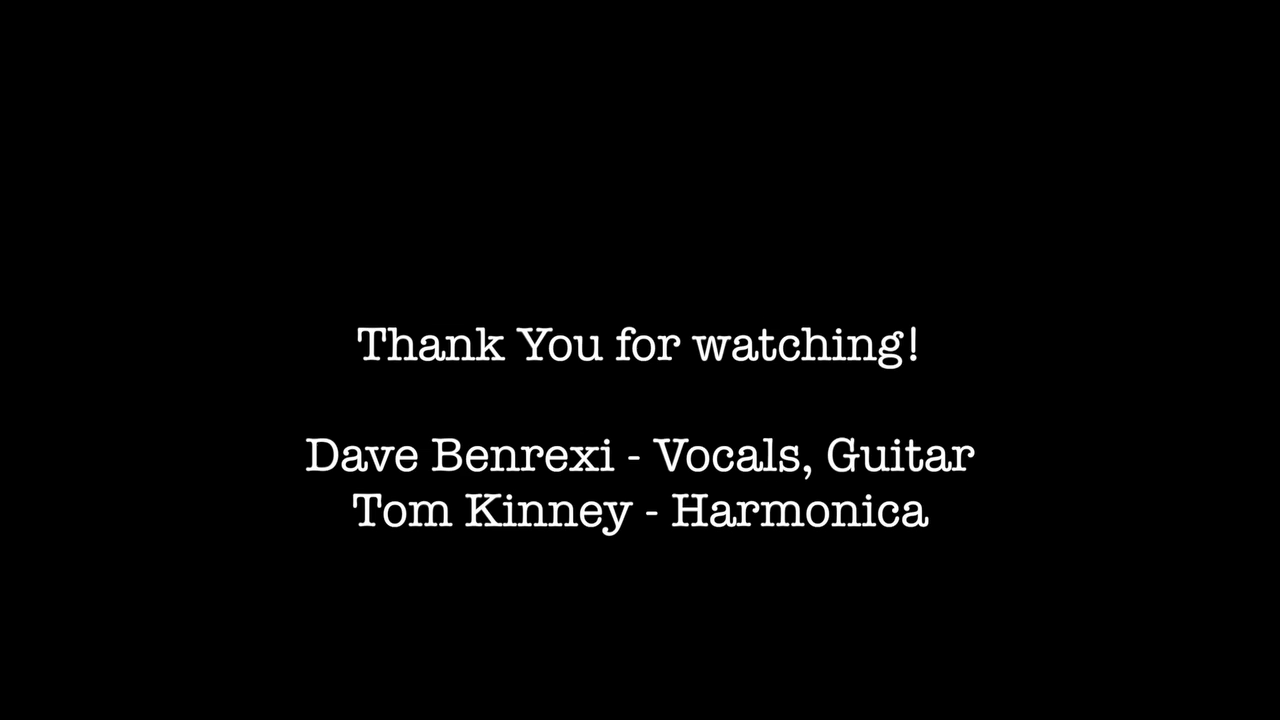 Thank You for watching!
Dave Benrexi - Vocals, Guitar
Tom Kinney - Harmonica